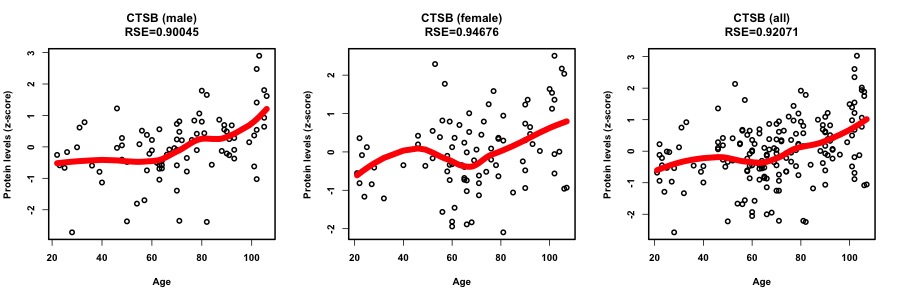 CTSB (male)
RSE=0.90045
Protein levels (z-score)
3
2
1
0
-1
-2
20 40 60 80 100
Age
CTSB (female)
RSE=0.94676
Protein levels (z-score)
2
1
0
-1
-2
20 40 60 80 100
Age
CTSB (all)
RSE=0.92071
Protein levels (z-score)
3
2
1
0
-1
-2
20 40 60 80 100
Age